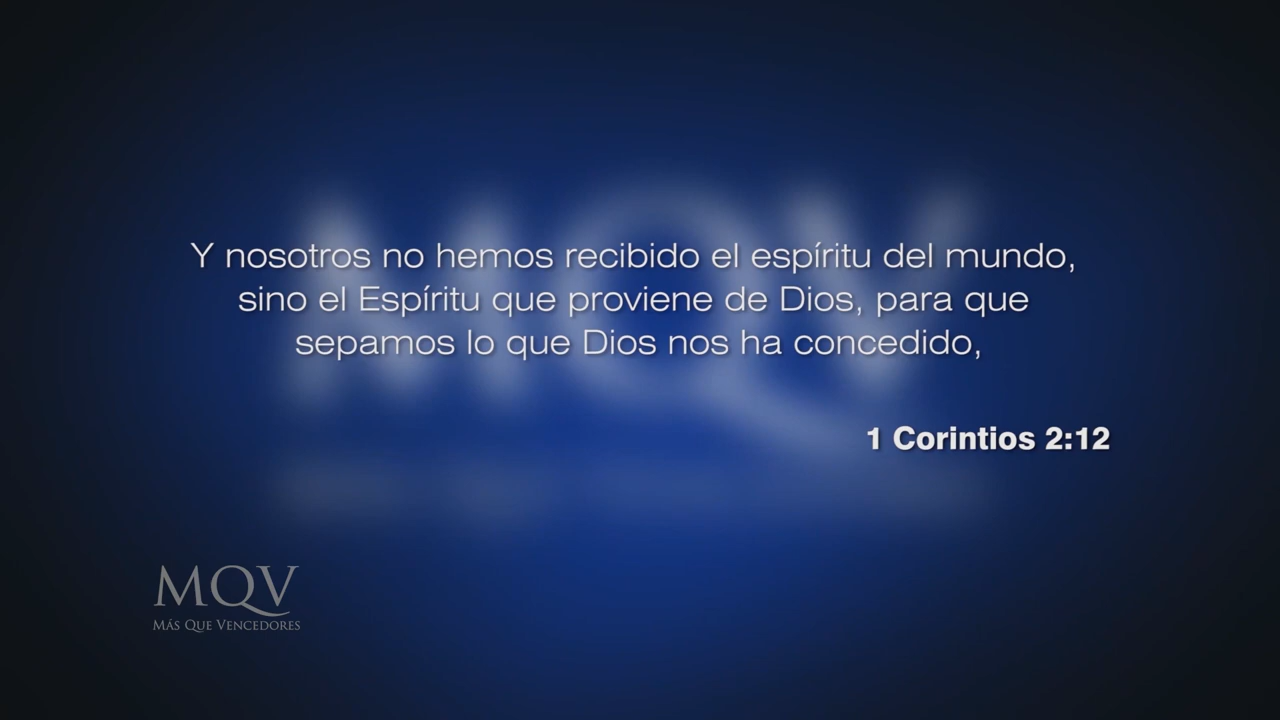 Y nosotros no hemos recibido el espíritu del mundo,
sino el Espíritu que proviene de Dios, para que
sepamos lo que Dios nos ha concedido,
1 Corintios 2:12
MQV
MÁS QUE VENCEDORES